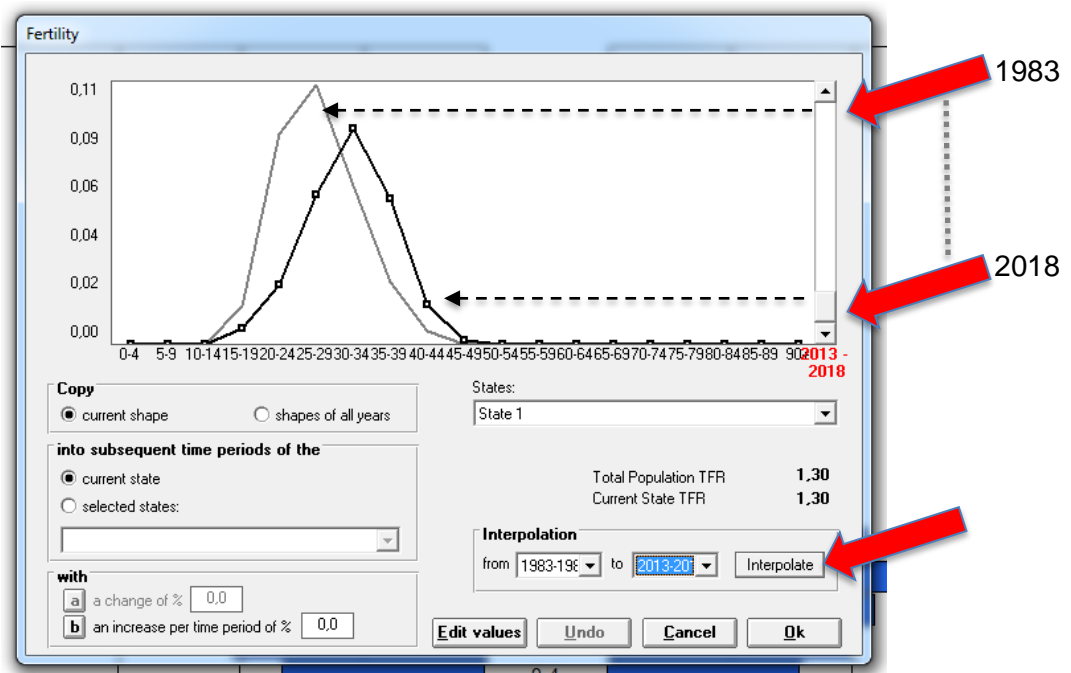 Fertility
1983
0,11
0,09
0,06
0,04
2018
0,02
0,00
0-4 5-9 10-14 15-19 20-24 25-29 30-34 35-39 40-44 45-49 50-54 55-59 60-64 65-69 70-74 75-79 80-84 85-89
2013 -
2018
Copy
current shape shapes of all years
States:
State 1
into subsequent time periods of the
current state
selected states:
Total Population TFR 1,30
Current State TFR 1,30
Interpolation
from 1983-198 to 2013-201 Interpolate
with
a a change of % 0,0
b an increase per time period of % 0,0
Edit values Undo Cancel Ok